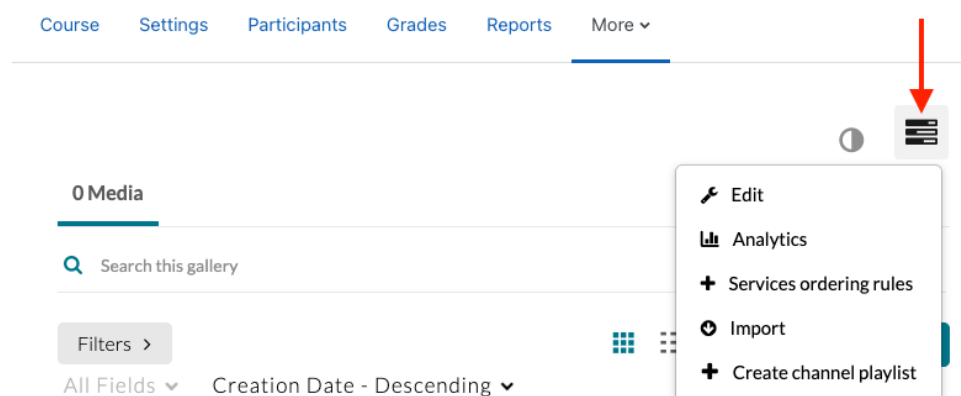 Course Settings Participants Grades Reports More
0 Media
Edit
Analytics
Search this gallery
Services ordering rules
Import
Filters >
Create channel playlist
All Fields Creation Date - Descending